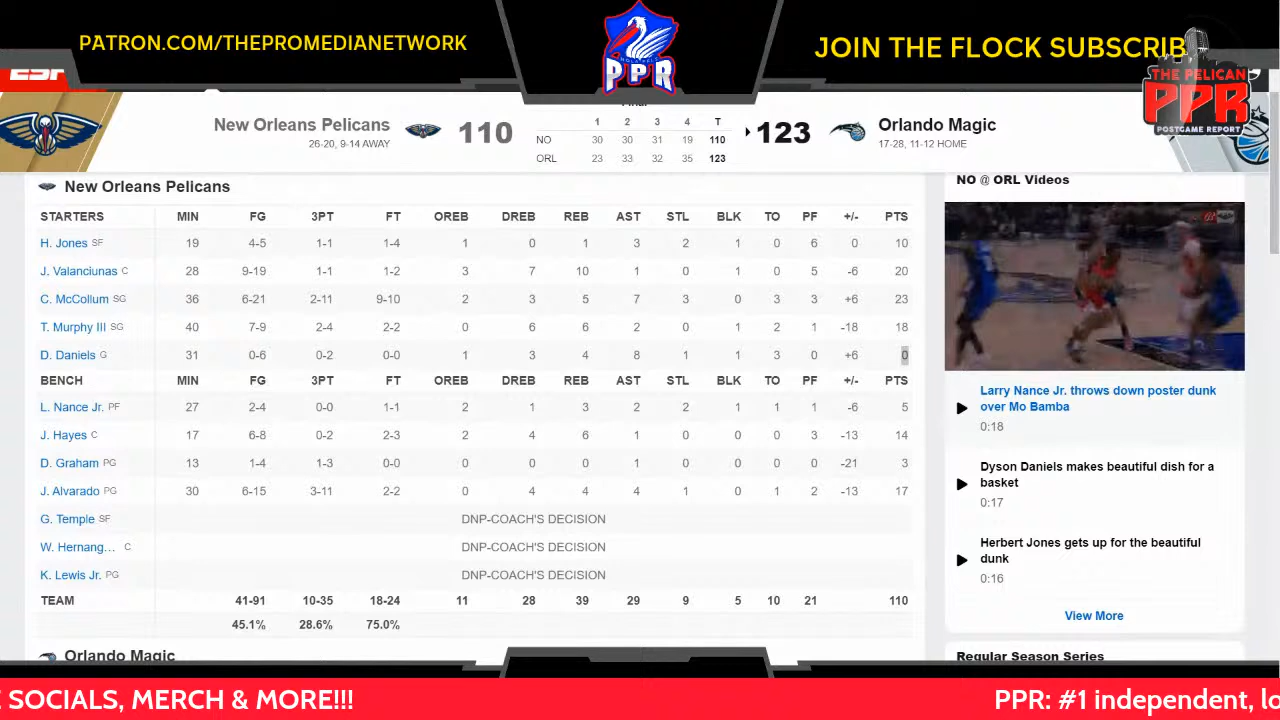 PATRON.COM/THEPROMEDIANETWORK
PPR
JOIN THE FLOCK SUBSCRIB
THE PELICAN
PPR
POSTGAME REPORT
New Orleans Pelicans
26-20, 9-14 AWAY
110
1 2 3 4 T
NO 30 30 31 19 110
ORL 23 33 32 35 123
123
Orlando Magic
17-28, 11-12 HOME
New Orleans Pelicans
STARTERS MIN FG 3PT FT OREB DREB REB AST STL BLK TO PF +/- PTS
H. Jones SF 19 4-5 1-1 1-4 1 0 1 3 2 1 0 6 0 10
J. Valanciunas C 28 9-19 1-1 1-2 3 7 10 1 0 1 0 5 -6 20
C. McCollum SG 36 6-21 2-11 9-10 2 3 5 7 3 0 3 3 +6 23
T. Murphy III SG 40 7-9 2-4 2-2 0 6 6 2 0 1 2 1 -18 18
D. Daniels G 31 0-6 0-2 0-0 1 3 4 8 1 1 3 0 +6 0
BENCH MIN FG 3PT FT OREB DREB REB AST STL BLK TO PF +/- PTS
L. Nance Jr. PF 27 2-4 0-0 1-1 2 1 3 2 2 1 1 1 -6 5
J. Hayes C 17 6-8 0-2 2-3 2 4 6 1 0 0 0 3 -13 14
D. Graham PG 13 1-4 1-3 0-0 0 0 0 1 0 0 0 0 -21 3
J. Alvarado PG 30 6-15 3-11 2-2 0 4 4 4 1 0 1 2 -13 17
G. Temple SF DNP-COACH'S DECISION
W. Hernang... C DNP-COACH'S DECISION
K. Lewis Jr. PG DNP-COACH'S DECISION
TEAM 41-91 10-35 18-24 11 28 39 29 9 5 10 21 110
45.1% 28.6% 75.0%
Orlando Magic
NO @ ORL Videos
Larry Nance Jr. throws down poster dunk
over Mo Bamba
0:18
Dyson Daniels makes beautiful dish for a
basket
0:17
Herbert Jones gets up for the beautiful
dunk
0:16
View More
Regular Season Series
SOCIALS, MERCH & MORE!!!
PPR: #1 independent, lo